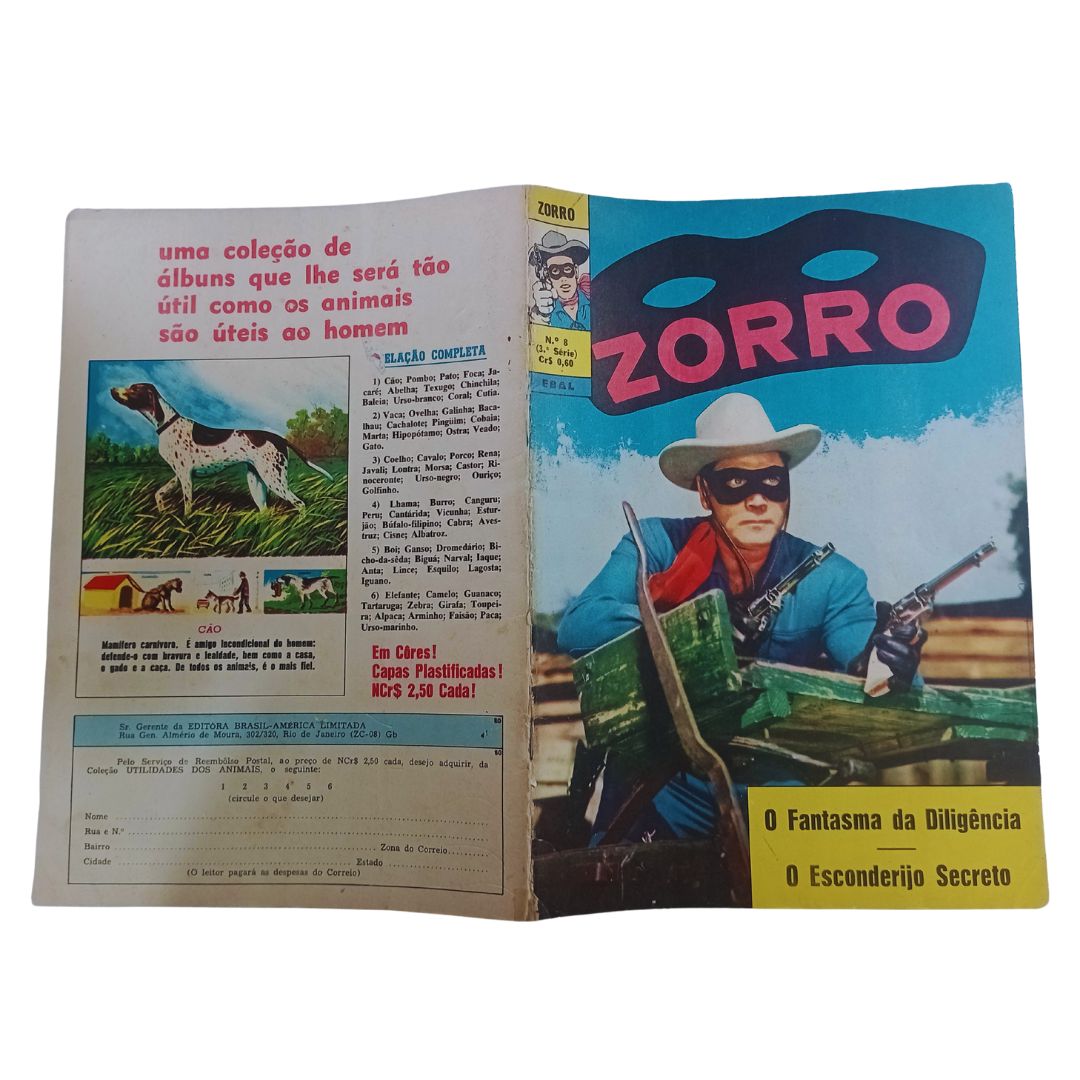 uma coleção de
álbuns que lhe será tão
útil como os animais
são úteis ao homem
ELAÇÃO COMPLETA
1) Cão; Pombo; Pato; Foca; Ja-
caré; Abelha; Texugo; Chinchila;
Baleia; Urso-branco; Coral; Cutia.
2) Vaca; Ovelha; Galinha; Baca-
lhau; Cachalote; Pinguim; Cobaia;
Marta; Hipopótamo; Ostra; Veado;
Gato.
3) Coelho; Cavalo; Porco; Rena;
Javali; Lontra; Morsa; Castor; Ri-
noceronte; Urso-negro; Ouriço;
Golfinho.
4) Lhama; Burro; Canguru;
Peru; Cantárida; Vicunha; Estur-
jão; Búfalo-filipino; Cabra; Aves-
truz; Cisne; Albatroz.
5) Boi; Ganso; Dromedário; Bi-
cho-da-sêda; Biguá; Narval; Iaque;
Anta; Lince; Esquilo; Lagosta;
Iguano.
6) Elefante; Camelo; Guanaco;
Tartaruga; Zebra; Girafa; Toupei-
ra; Alpaca; Arminho; Faisão; Paca;
Urso-marinho.
CÃO
Mamífero carnívoro. É amigo incondicional do homem:
defende-o com bravura e lealdade, bem como a casa,
o gado e a caça. De todos os animais, é o mais fiel.
Em Côres!
Capas Plastificadas!
NCr$ 2,50 Cada!
Sr. Gerente da EDITÔRA BRASIL-AMÉRICA LIMITADA
Rua Gen. Almério de Moura, 302/320, Rio de Janeiro (ZC-08) Gb
Pelo Serviço de Reembôlso Postal, ao preço de NCr$ 2,50 cada, desejo adquirir, da
Coleção UTILIDADES DOS ANIMAIS, o seguinte:
1 2 3 4 5 6
(circule o que desejar)
Nome
Rua e N.º
Bairro Zona do Correio
Cidade Estado
(O leitor pagará as despesas do Correio)
ZORRO
N.º 8
(3.ª Série)
Cr$ 0,60
EBAL
ZORRO
O Fantasma da Diligência
O Esconderijo Secreto